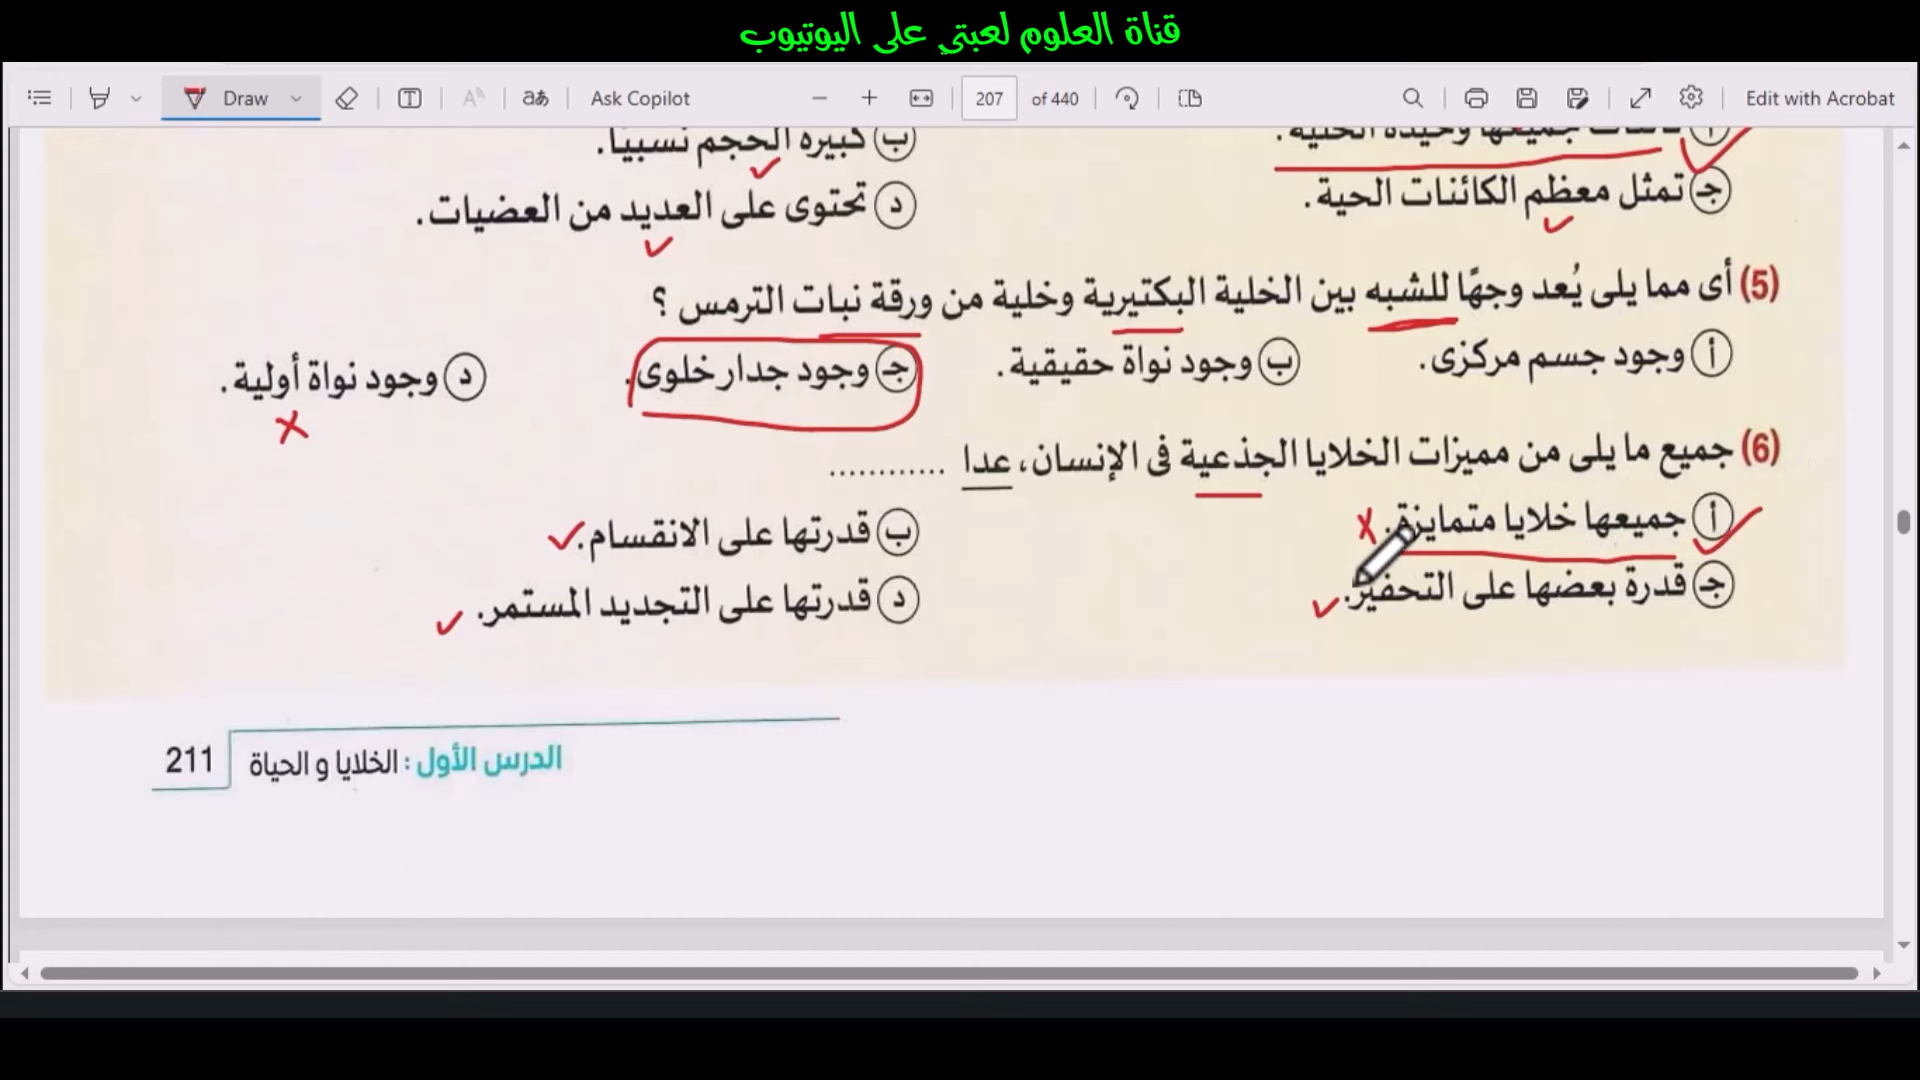 قناة العلوم لعبتي على اليوتيوب
Draw Ask Copilot 207 of 440 Edit with Acrobat
أ جميعها وحيدة الخلية. ب كبيرة الحجم نسبيًا.
ج تمثل معظم الكائنات الحية. د تحتوى على العديد من العضيات.
(5) أى مما يلى يُعد وجهًا للشبه بين الخلية البكتيرية وخلية من ورقة نبات الترمس ؟
أ وجود جسم مركزى. ب وجود نواة حقيقية. ج وجود جدار خلوى. د وجود نواة أولية.
(6) جميع ما يلى من مميزات الخلايا الجذعية فى الإنسان، عدا ............
أ جميعها خلايا متمايزة. ب قدرتها على الانقسام.
ج قدرة بعضها على التحفيز. د قدرتها على التجديد المستمر.
الدرس الأول : الخلايا و الحياة 211